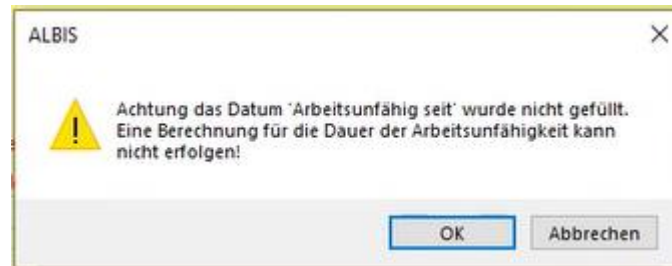 ALBIS
Achtung das Datum 'Arbeitsunfähig seit' wurde nicht gefüllt.
Eine Berechnung für die Dauer der Arbeitsunfähigkeit kann
nicht erfolgen!
OK
Abbrechen